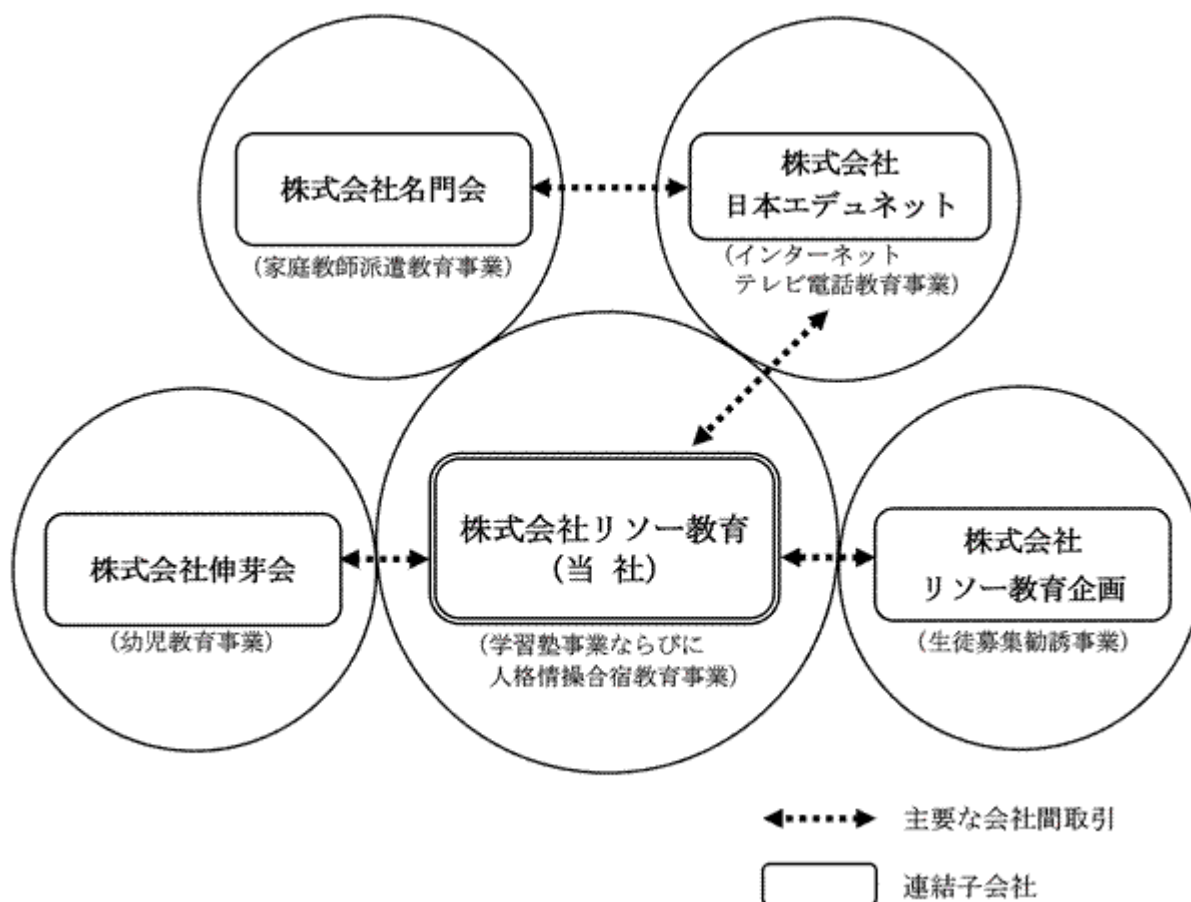 株式会社名門会
(家庭教師派遣教育事業)
株式会社
日本エデュネット
(インターネット
テレビ電話教育事業)
株式会社伸芽会
(幼児教育事業)
株式会社リソー教育
(当 社)
(学習塾事業ならびに
人格情操合宿教育事業)
株式会社
リソー教育企画
(生徒募集勧誘事業)
主要な会社間取引
連結子会社